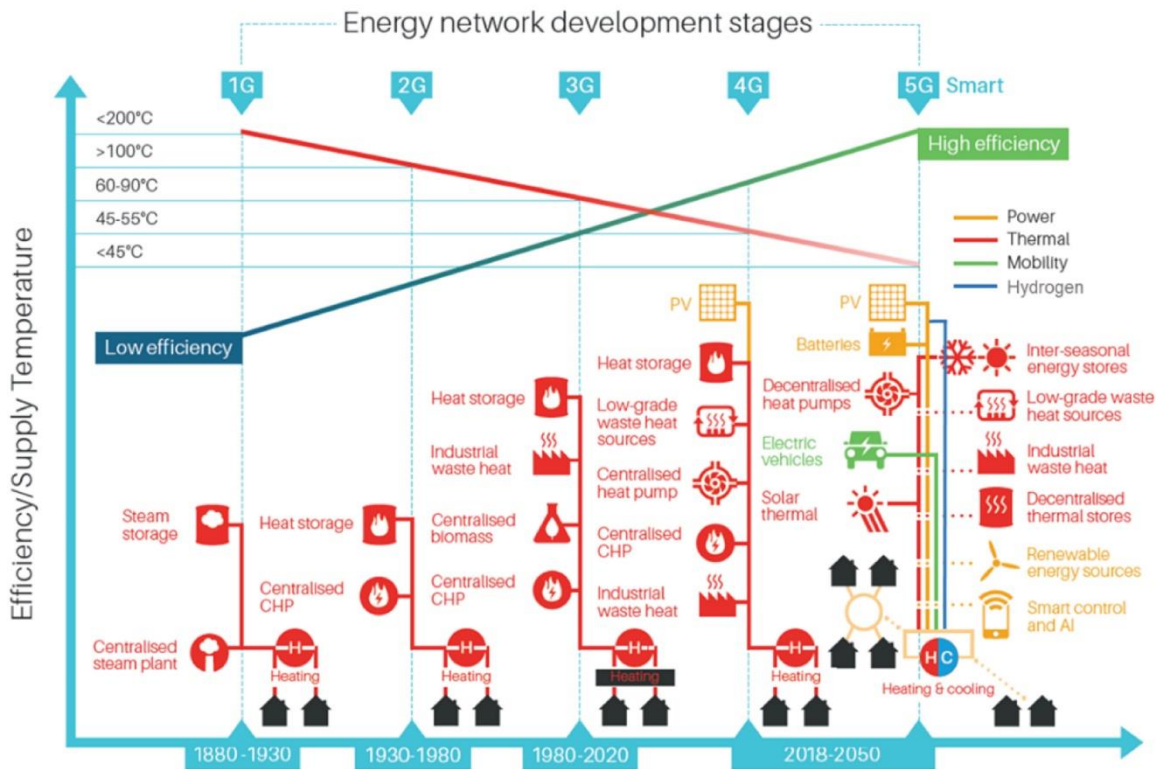 Energy network development stages
1G
2G
3G
4G
5G
Smart
Efficiency/Supply Temperature
<200°C
>100°C
60-90°C
45-55°C
<45°C
High efficiency
Low efficiency
Power
Thermal
Mobility
Hydrogen
Steam
storage
Centralised
steam plant
H
Heating
Heat storage
Centralised
CHP
H
Heating
Heat storage
Industrial
waste heat
Centralised
biomass
Centralised
CHP
H
Heating
PV
Heat storage
Low-grade
waste heat
sources
Centralised
heat pump
Centralised
CHP
Industrial
waste heat
H
Heating
PV
Batteries
Decentralised
heat pumps
Electric
vehicles
Solar
thermal
Inter-seasonal
energy stores
Low-grade waste
heat sources
Industrial
waste heat
Decentralised
thermal stores
Renewable
energy sources
Smart control
and AI
H C
Heating & cooling
1880-1930
1930-1980
1980-2020
2018-2050